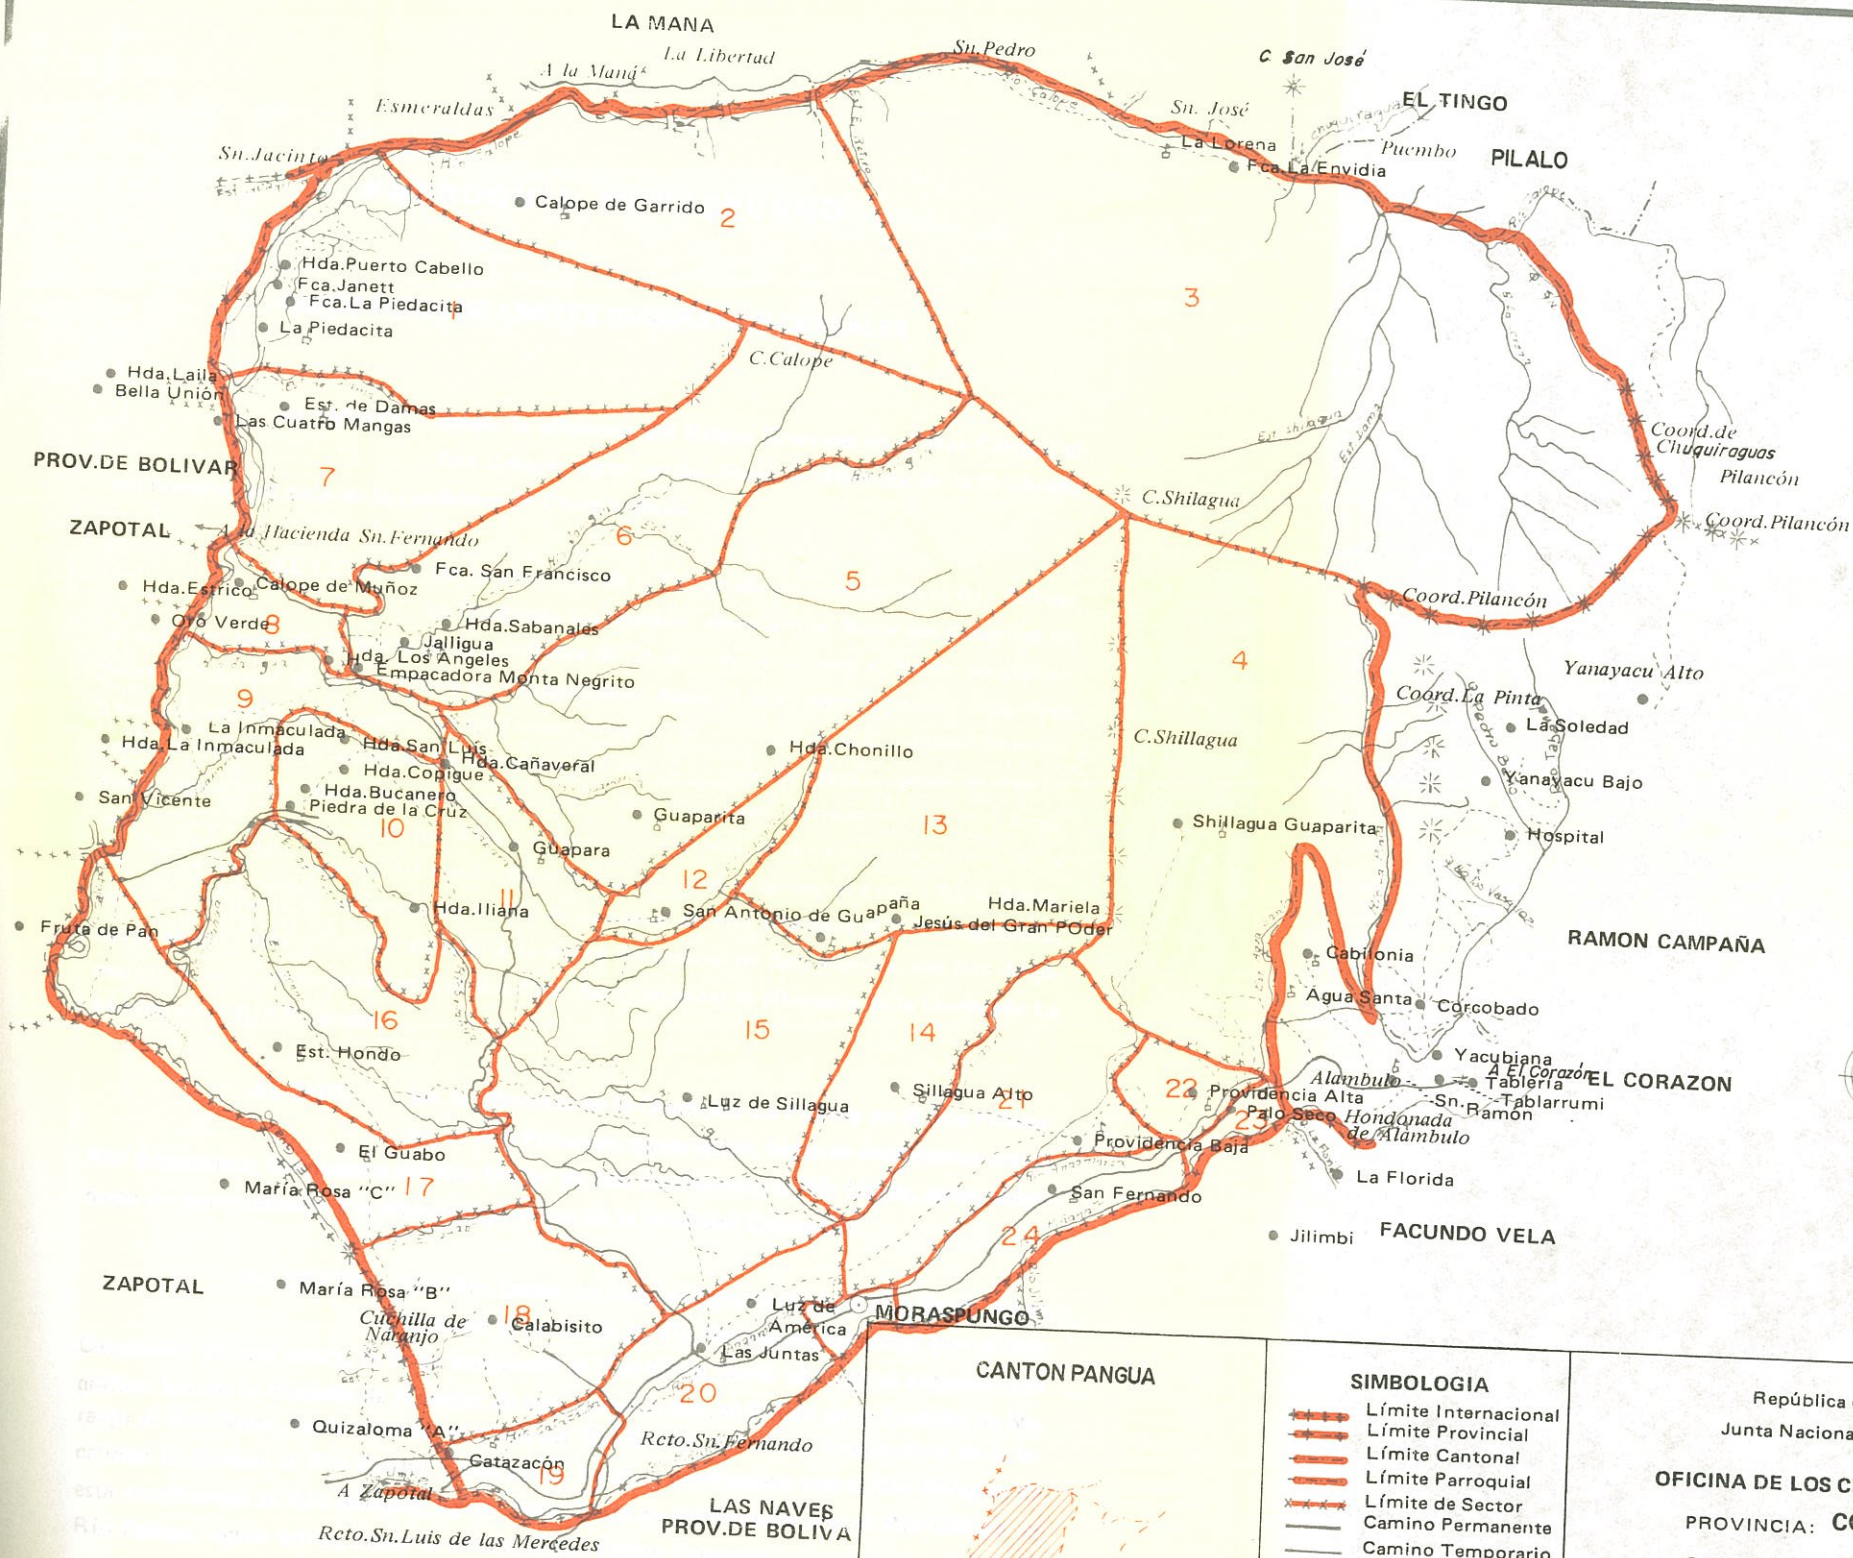 LA MANA
La Libertad
Sn.Pedro
C. San José
A la Maná
EL TINGO
Esmeraldas
Sn. José
La Lorena
Puembo
PILALO
Sn.Jacinto
Fca.La Envidia
Calope de Garrido
2
Hda.Puerto Cabello
Fca.Janett
Fca.La Piedacita
1
3
La Piedacita
C.Calope
Hda.Laila
Bella Unión
Est. de Damas
Las Cuatro Mangas
Est. shilagua
Coord.de
Chuquiraguas
PROV.DE BOLIVAR
7
Pilancón
C.Shilagua
ZAPOTAL
A la Hacienda Sn.Fernando
6
Coord.Pilancón
Fca. San Francisco
5
Hda.Estrico
Calope de Muñoz
Coord.Pilancón
Oro Verde
8
Hda.Sabanales
Jalligua
Hda. Los Angeles
4
Empacadora Monta Negrito
Yanayacu Alto
9
Coord.La Pinta
La Inmaculada
La Soledad
Hda.La Inmaculada
Hda.San Luis
Hda.Chonillo
C.Shillagua
Hda.Cañaveral
Hda.Copigue
Yanayacu Bajo
San Vicente
Hda.Bucanero
Piedra de la Cruz
Guaparita
10
13
Shillagua Guaparita
Hospital
Guapara
12
11
Hda.Iliana
San Antonio de Guapaña
Hda.Mariela
Jesús del Gran POder
Fruta de Pan
RAMON CAMPAÑA
Cabilonia
Agua Santa
Corcobado
16
15
14
Est. Hondo
Yacubiana
A El Corazón
Alambulo
Tablería
EL CORAZON
22
Providencia Alta
Sillagua Alto
21
Luz de Sillagua
Sn. Ramón
Tablarrumi
23
Palo Seco
Hondonada
de Alambulo
Providencia Baja
El Guabo
La Florida
María Rosa "C"
17
San Fernando
24
Jilimbi
FACUNDO VELA
ZAPOTAL
María Rosa "B"
Luz de
América
MORASPUNGO
Cuchilla de
Naranjo
18
Calabisito
Las Juntas
20
Quizaloma "A"
Rcto.Sn.Fernando
Catazacón
19
A Zapotal
LAS NAVES
PROV.DE BOLIVA
Rcto.Sn.Luis de las Mercedes
CANTON PANGUA
SIMBOLOGIA
Límite Internacional
Límite Provincial
Límite Cantonal
Límite Parroquial
Límite de Sector
Camino Permanente
Camino Temporario
República
Junta Naciona
OFICINA DE LOS C
PROVINCIA: CO